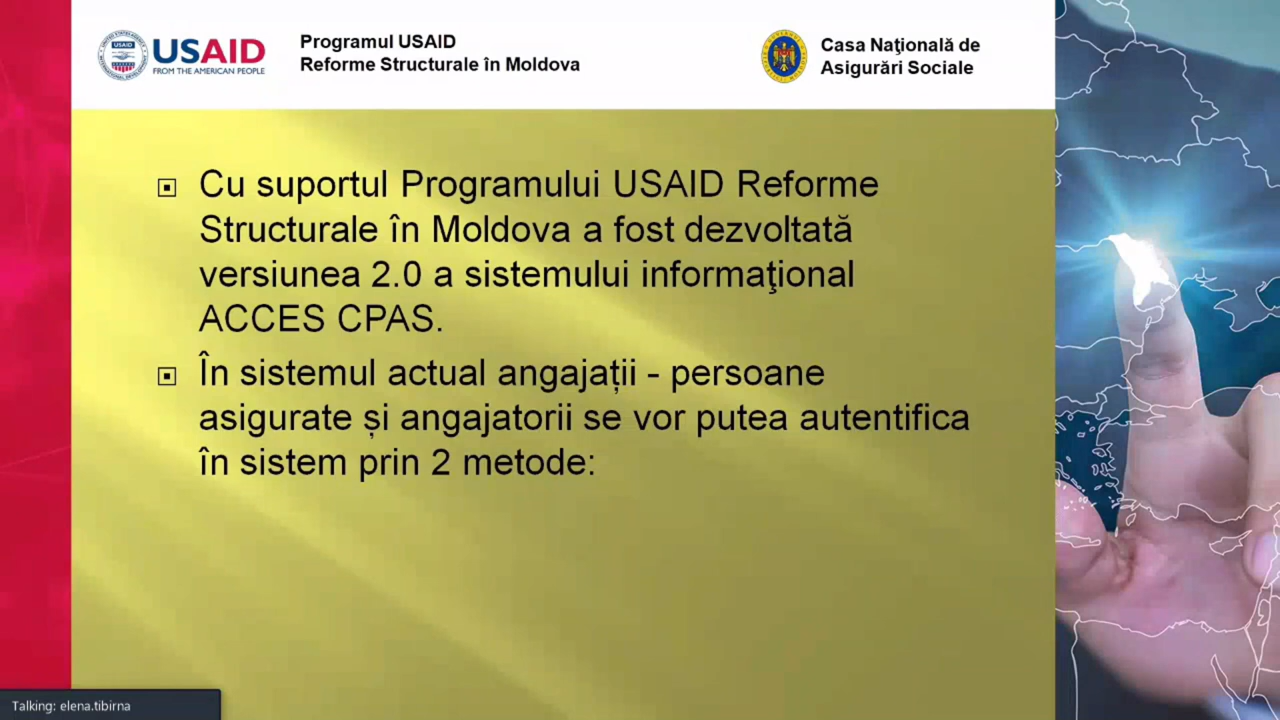 USAID
FROM THE AMERICAN PEOPLE
Programul USAID
Reforme Structurale în Moldova
Casa Naţională de
Asigurări Sociale
Cu suportul Programului USAID Reforme
Structurale în Moldova a fost dezvoltată
versiunea 2.0 a sistemului informaţional
ACCES CPAS.
În sistemul actual angajații - persoane
asigurate și angajatorii se vor putea autentifica
în sistem prin 2 metode:
Talking: elena.tibirna